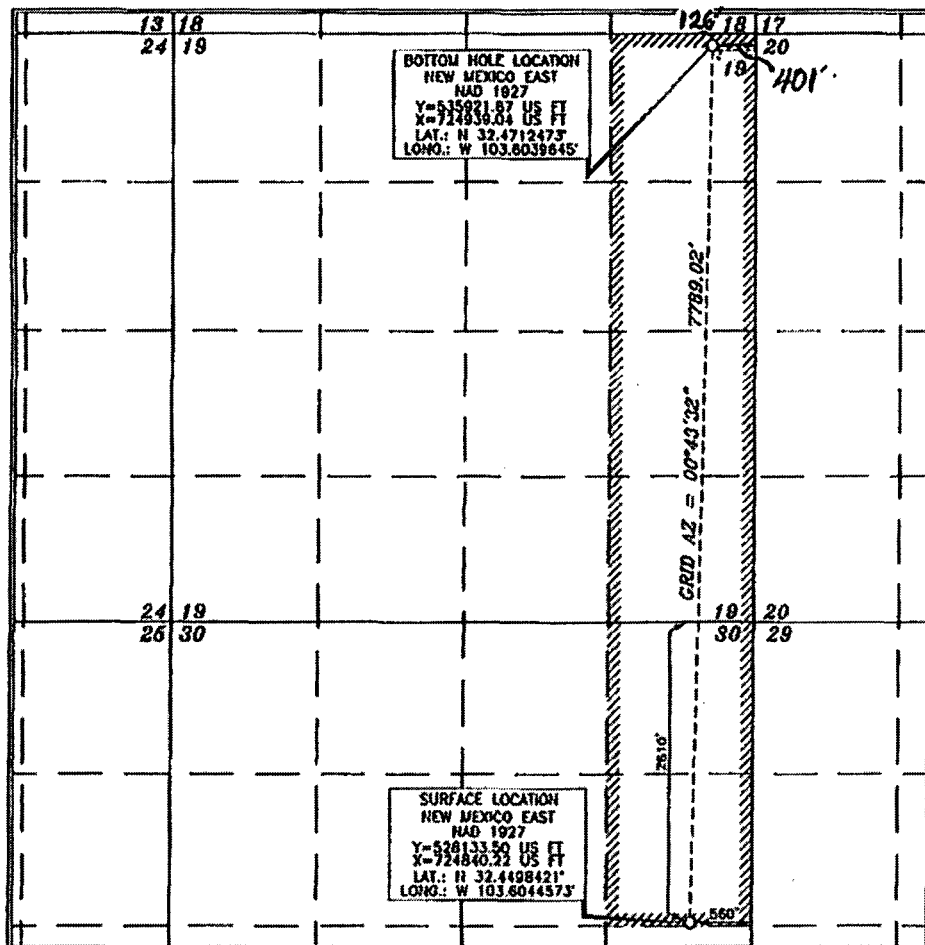 13 18
24 19
126'
18 17
19 20
401'
BOTTOM HOLE LOCATION
NEW MEXICO EAST
NAD 1927
Y=535921.87 US FT
X=724939.04 US FT
LAT.: N 32.4712473°
LONG.: W 103.6039645°
7789.02'
GRID AZ = 00°43'32"
24 19
25 30
19 20
30 29
2610'
SURFACE LOCATION
NEW MEXICO EAST
NAD 1927
Y=528133.50 US FT
X=724840.22 US FT
LAT.: N 32.4498421°
LONG.: W 103.6044573°
560'